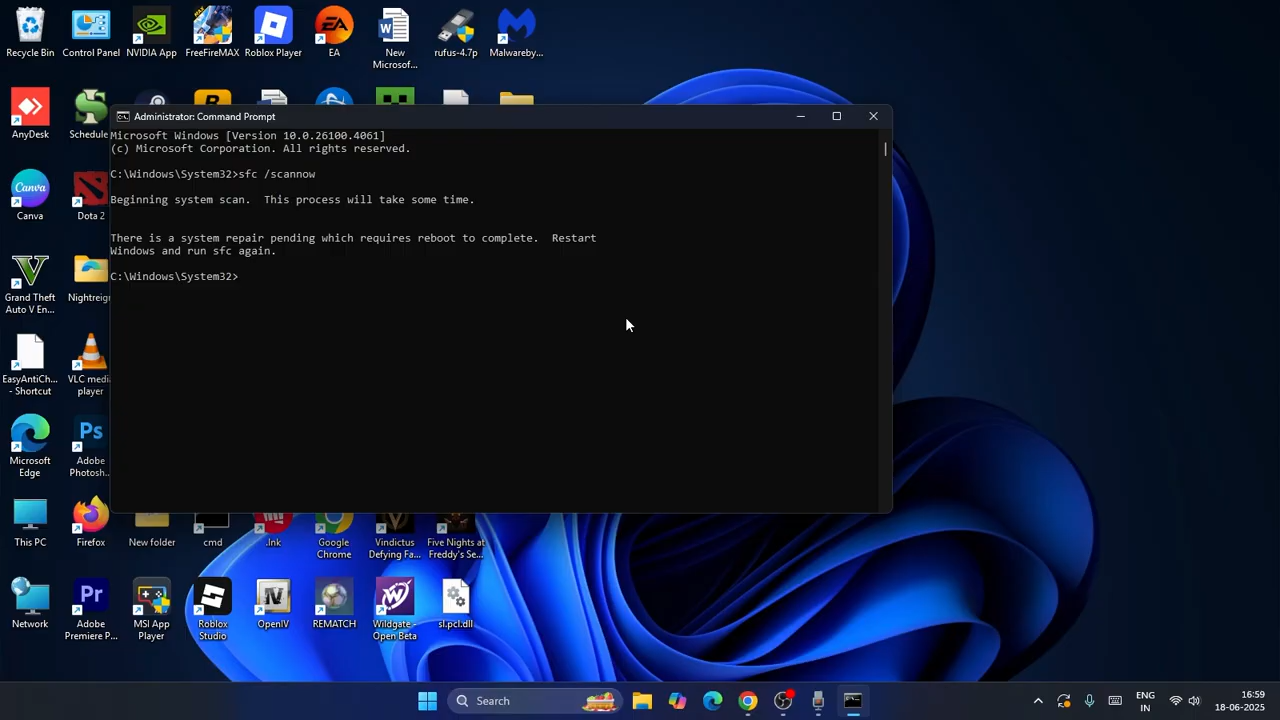 Recycle Bin
Control Panel
NVIDIA App
FreeFireMAX
Roblox Player
EA
New
Microsof...
rufus-4.7p
Malwareby...
AnyDesk
Schedule
Administrator: Command Prompt
Microsoft Windows [Version 10.0.26100.4061]
(c) Microsoft Corporation. All rights reserved.
C:\Windows\System32>sfc /scannow
Beginning system scan.  This process will take some time.
There is a system repair pending which requires reboot to complete.  Restart
Windows and run sfc again.
C:\Windows\System32>
Canva
Dota 2
Grand Theft
Auto V En...
Nightreig
EasyAntiCh...
- Shortcut
VLC medi
player
Microsoft
Edge
Ps
Adobe
Photosh...
This PC
Firefox
New folder
cmd
.lnk
Google
Chrome
Vindictus
Defying Fa...
Five Nights at
Freddy's Se...
Network
Pr
Adobe
Premiere P...
MSI App
Player
Roblox
Studio
IV
OpenIV
REMATCH
Wildgate -
Open Beta
sl.pcl.dll
Search
ENG
IN
16:59
18-06-2025